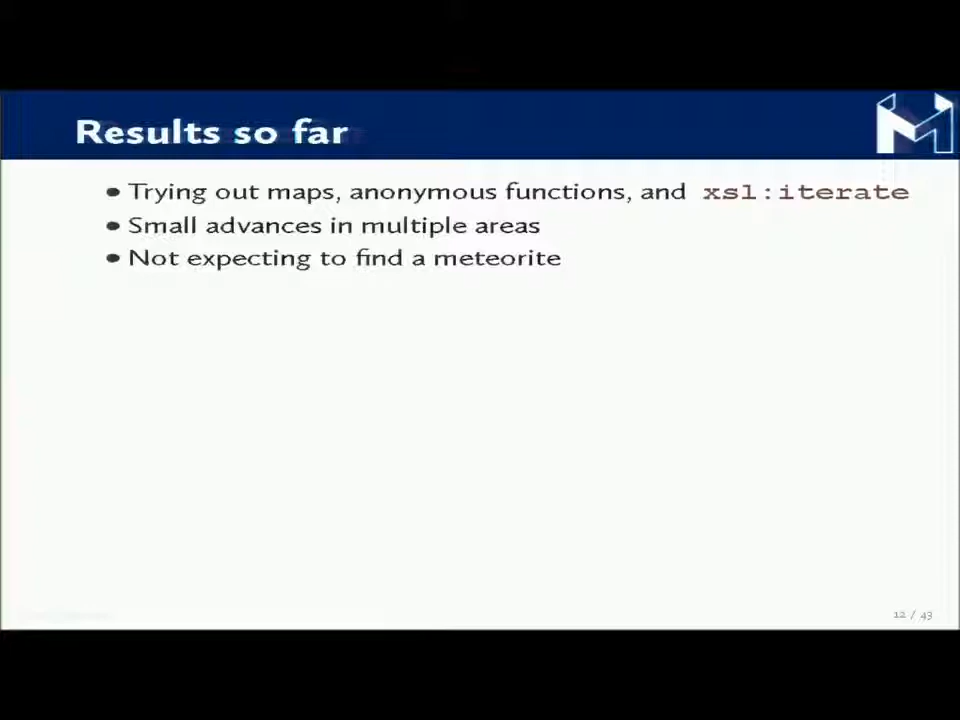 Results so far
• Trying out maps, anonymous functions, and xsl:iterate
• Small advances in multiple areas
• Not expecting to find a meteorite
12 / 43